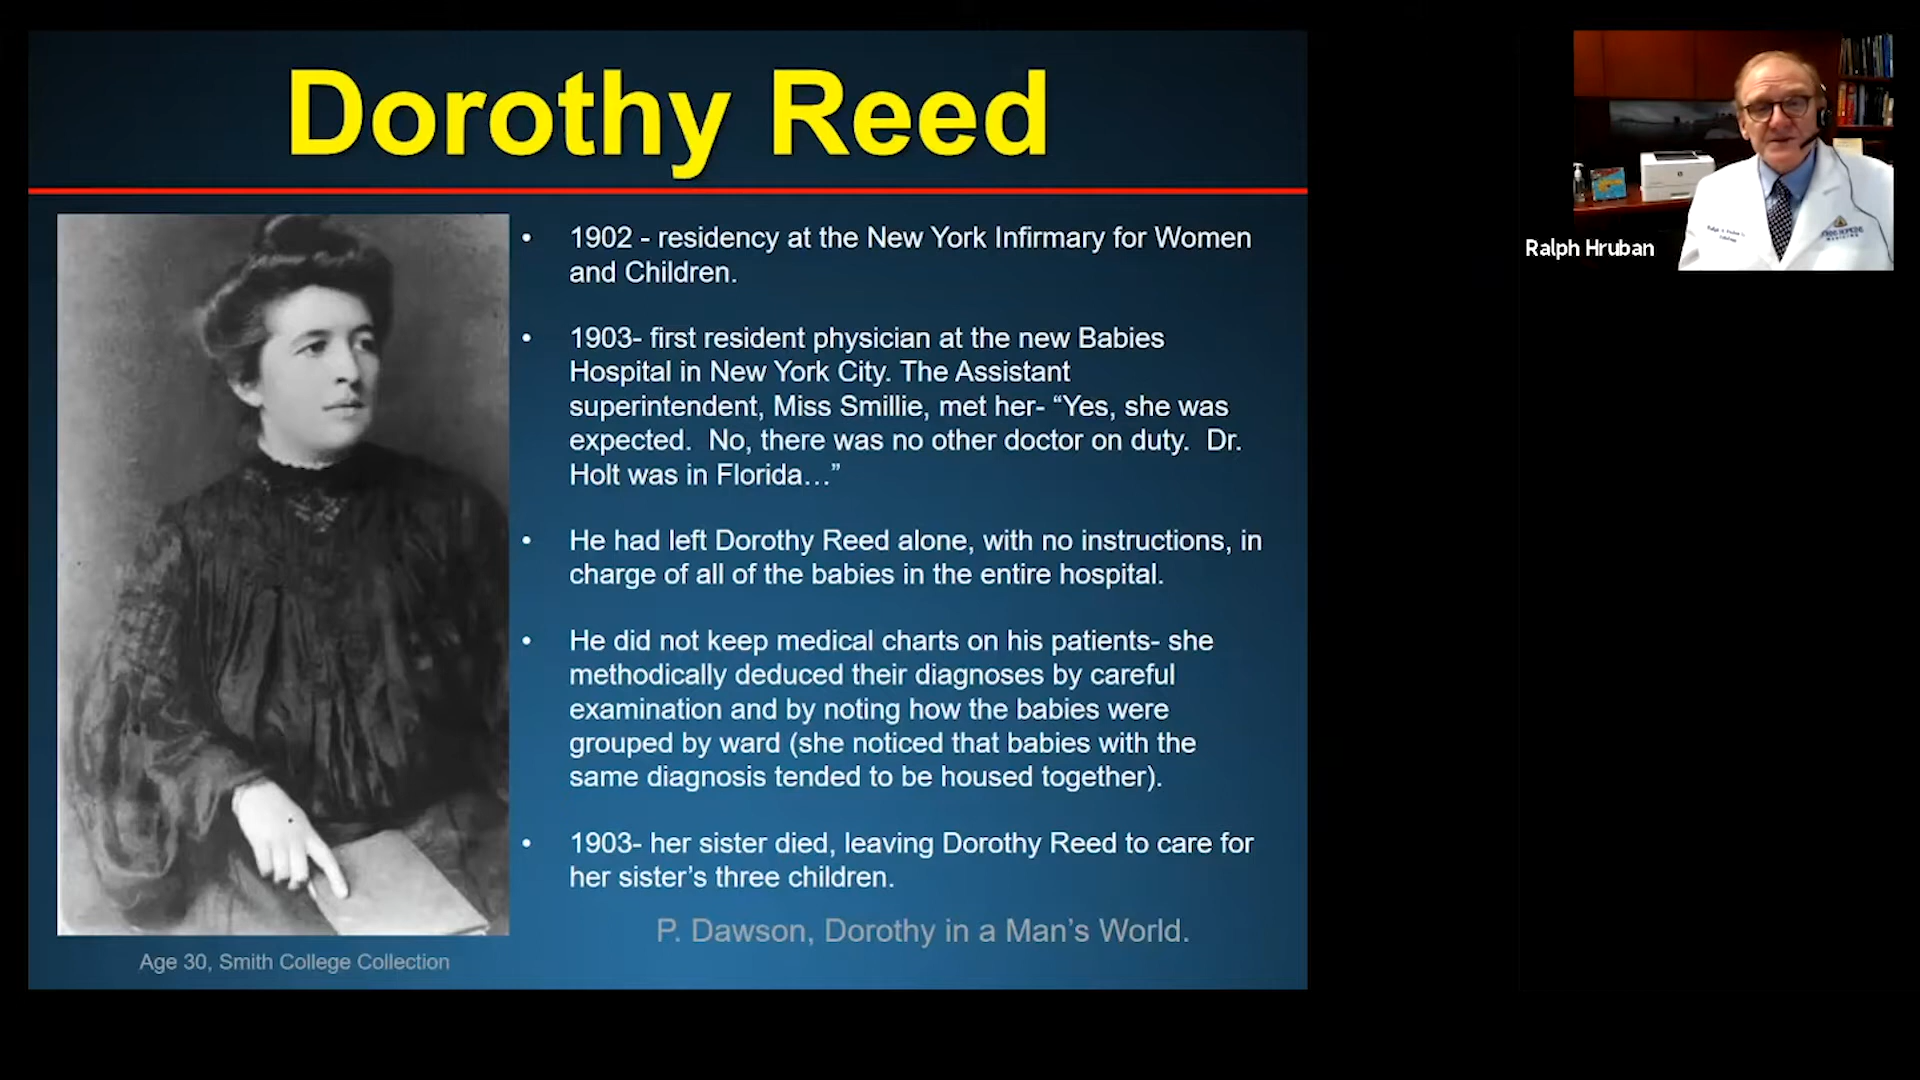 Dorothy Reed
• 1902 - residency at the New York Infirmary for Women
and Children.
• 1903- first resident physician at the new Babies
Hospital in New York City. The Assistant
superintendent, Miss Smillie, met her- “Yes, she was
expected.  No, there was no other doctor on duty.  Dr.
Holt was in Florida…”
• He had left Dorothy Reed alone, with no instructions, in
charge of all of the babies in the entire hospital.
• He did not keep medical charts on his patients- she
methodically deduced their diagnoses by careful
examination and by noting how the babies were
grouped by ward (she noticed that babies with the
same diagnosis tended to be housed together).
• 1903- her sister died, leaving Dorothy Reed to care for
her sister’s three children.
P. Dawson, Dorothy in a Man’s World.
Age 30, Smith College Collection
Ralph Hruban